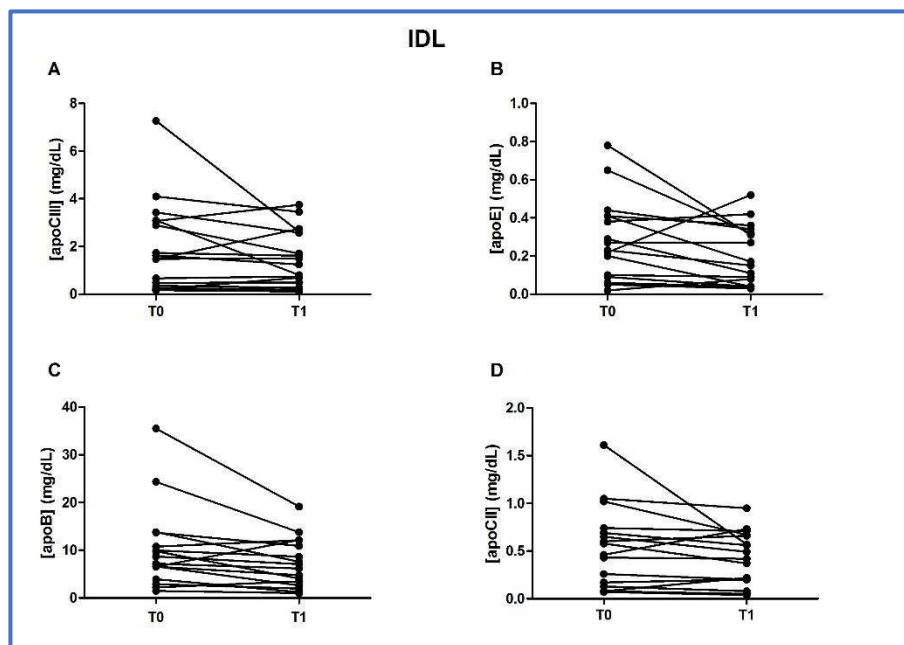 IDL
A
[apoCIII] (mg/dL)
8
6
4
2
0
T0
T1
B
[apoE] (mg/dL)
1.0
0.8
0.6
0.4
0.2
0.0
T0
T1
C
[apoB] (mg/dL)
40
30
20
10
0
T0
T1
D
[apoCII] (mg/dL)
2.0
1.5
1.0
0.5
0.0
T0
T1